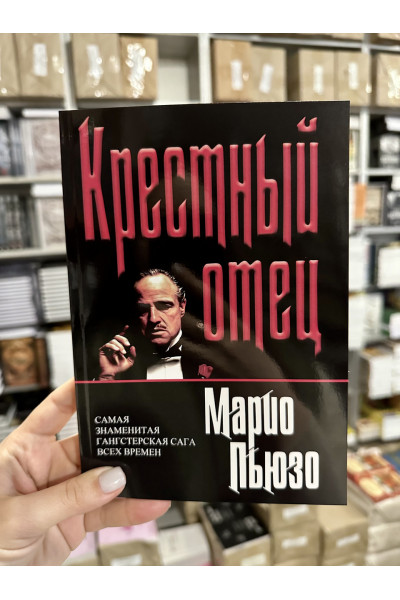 Крестный
отец
САМАЯ
ЗНАМЕНИТАЯ
ГАНГСТЕРСКАЯ САГА
ВСЕХ ВРЕМЕН
Марио
Пьюзо